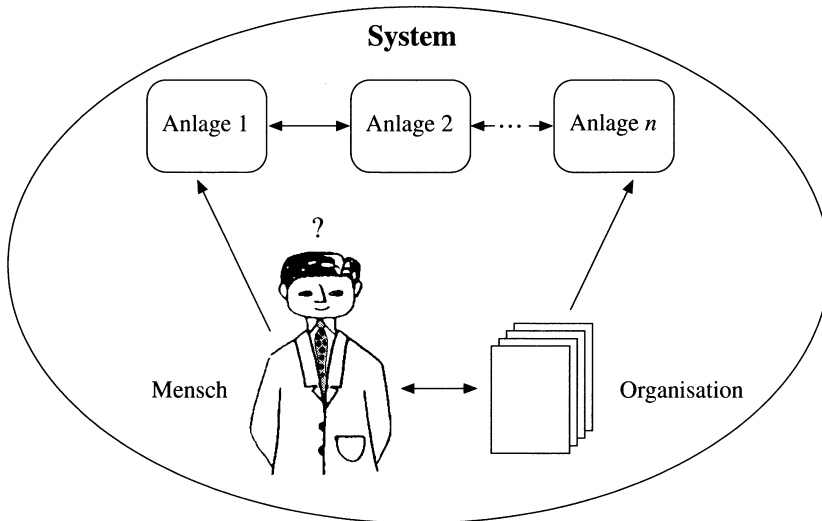 System
Anlage 1
Anlage 2
...
Anlage n
?
Mensch
Organisation